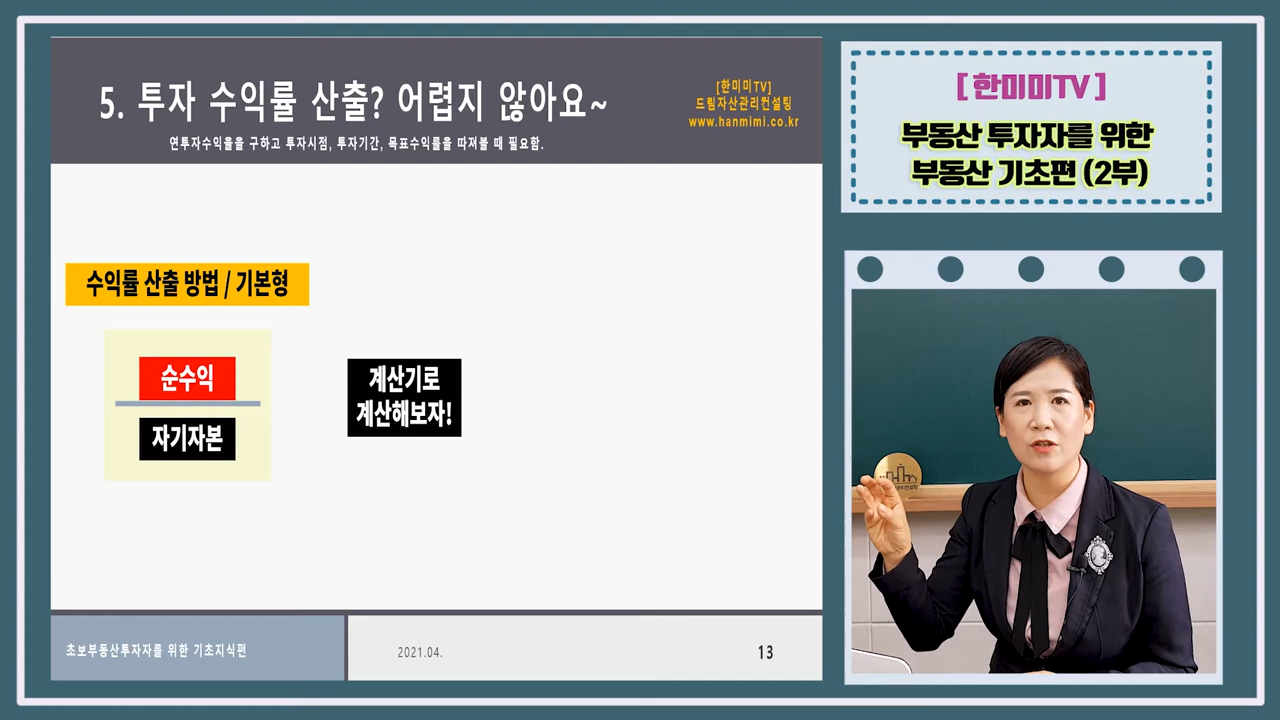 5. 투자 수익률 산출? 어렵지 않아요~
연투자수익율을 구하고 투자시점, 투자기간, 목표수익률을 따져볼 때 필요함.
[한미미TV]
드림자산관리컨설팅
www.hanmimi.co.kr
수익률 산출 방법 / 기본형
순수익
자기자본
계산기로
계산해보자!
초보부동산투자자를 위한 기초지식편
2021.04.
13
[한미미TV]
부동산 투자자를 위한
부동산 기초편 (2부)